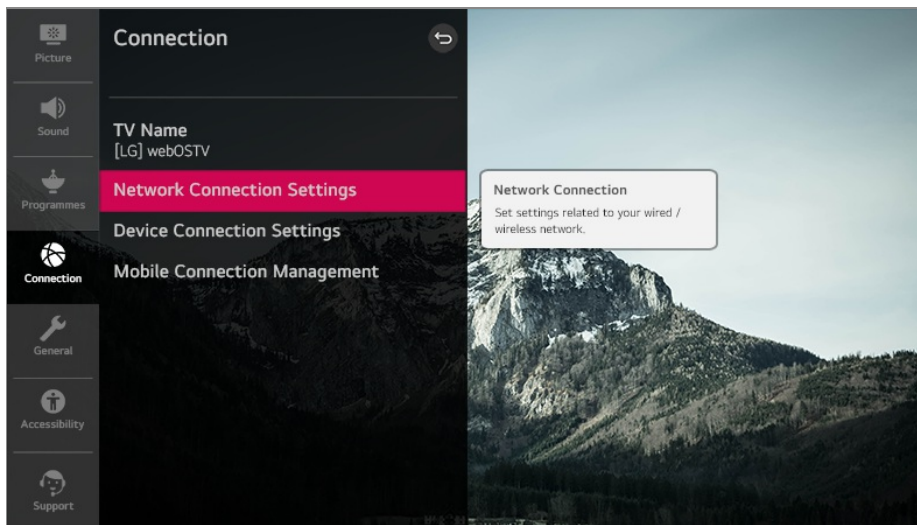 Picture
Sound
Programmes
Connection
General
Accessibility
Support
Connection
TV Name
[LG] webOSTV
Network Connection Settings
Device Connection Settings
Mobile Connection Management
Network Connection
Set settings related to your wired /
wireless network.